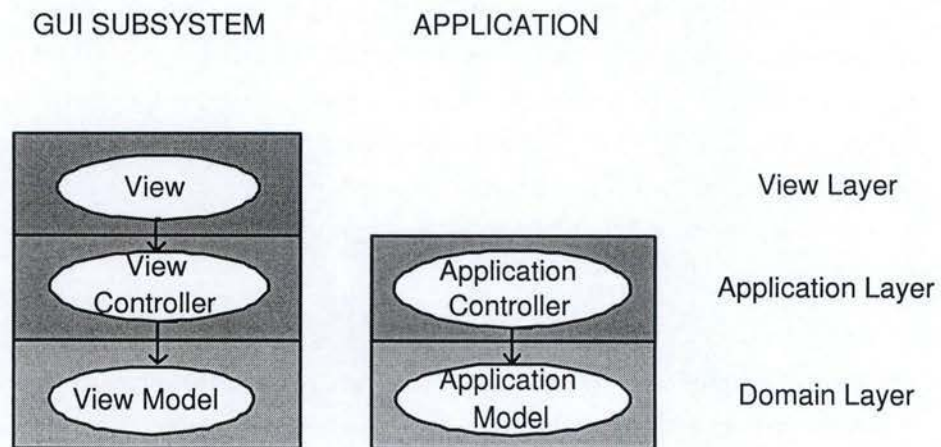 GUI SUBSYSTEM
APPLICATION
View
View Layer
View
Controller
Application
Controller
Application Layer
View Model
Application
Model
Domain Layer